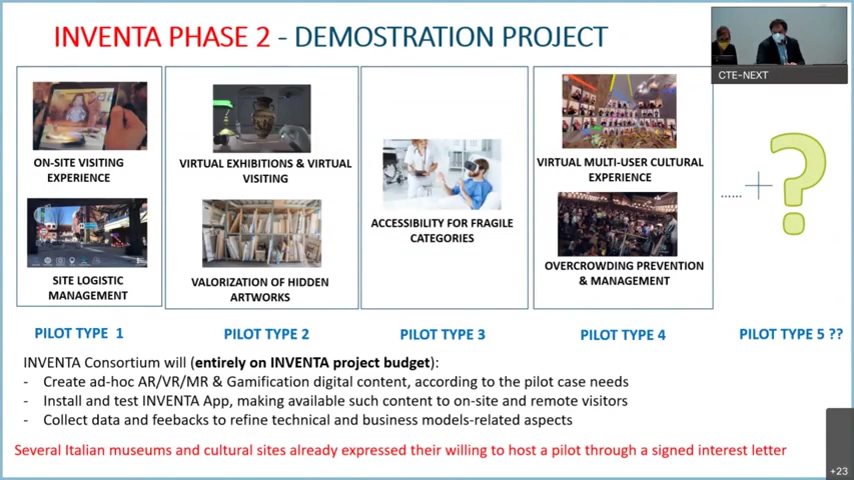 INVENTA PHASE 2 - DEMOSTRATION PROJECT
CTE-NEXT
ON-SITE VISITING
EXPERIENCE
SITE LOGISTIC
MANAGEMENT
PILOT TYPE 1
VIRTUAL EXHIBITIONS & VIRTUAL
VISITING
VALORIZATION OF HIDDEN
ARTWORKS
PILOT TYPE 2
ACCESSIBILITY FOR FRAGILE
CATEGORIES
PILOT TYPE 3
VIRTUAL MULTI-USER CULTURAL
EXPERIENCE
OVERCROWDING PREVENTION
& MANAGEMENT
PILOT TYPE 4
...... + ?
PILOT TYPE 5 ??
INVENTA Consortium will (entirely on INVENTA project budget):
- Create ad-hoc AR/VR/MR & Gamification digital content, according to the pilot case needs
- Install and test INVENTA App, making available such content to on-site and remote visitors
- Collect data and feebacks to refine technical and business models-related aspects
Several Italian museums and cultural sites already expressed their willing to host a pilot through a signed interest letter
+23